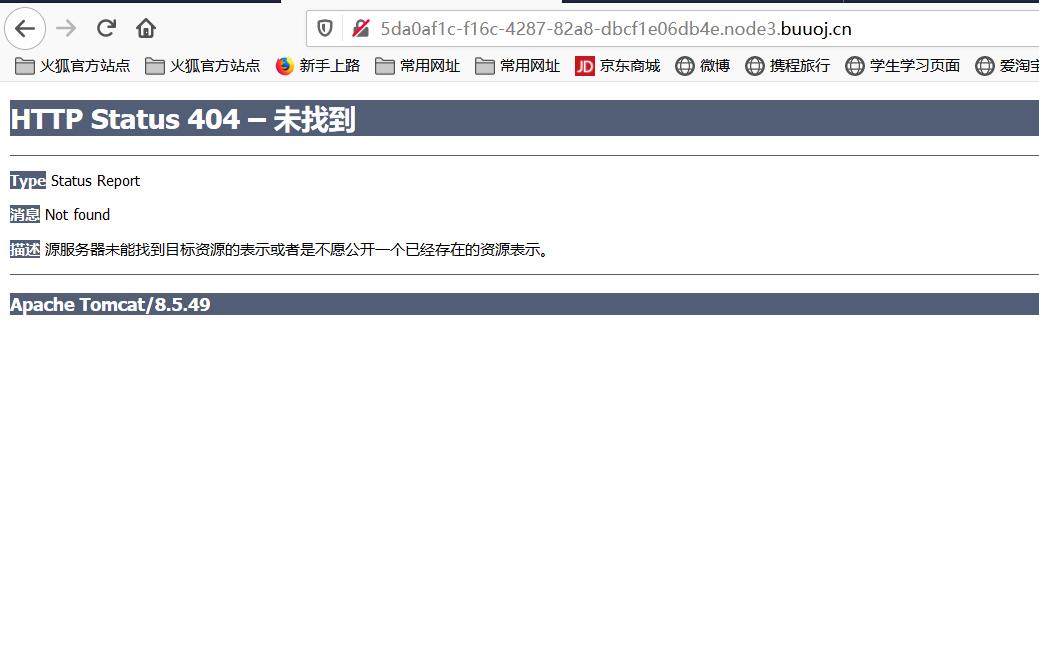 5da0af1c-f16c-4287-82a8-dbcf1e06db4e.node3.buuoj.cn
火狐官方站点 火狐官方站点 新手上路 常用网址 常用网址 JD 京东商城 微博 携程旅行 学生学习页面 爱淘宝
HTTP Status 404 – 未找到
Type Status Report
消息 Not found
描述 源服务器未能找到目标资源的表示或者是不愿公开一个已经存在的资源表示。
Apache Tomcat/8.5.49